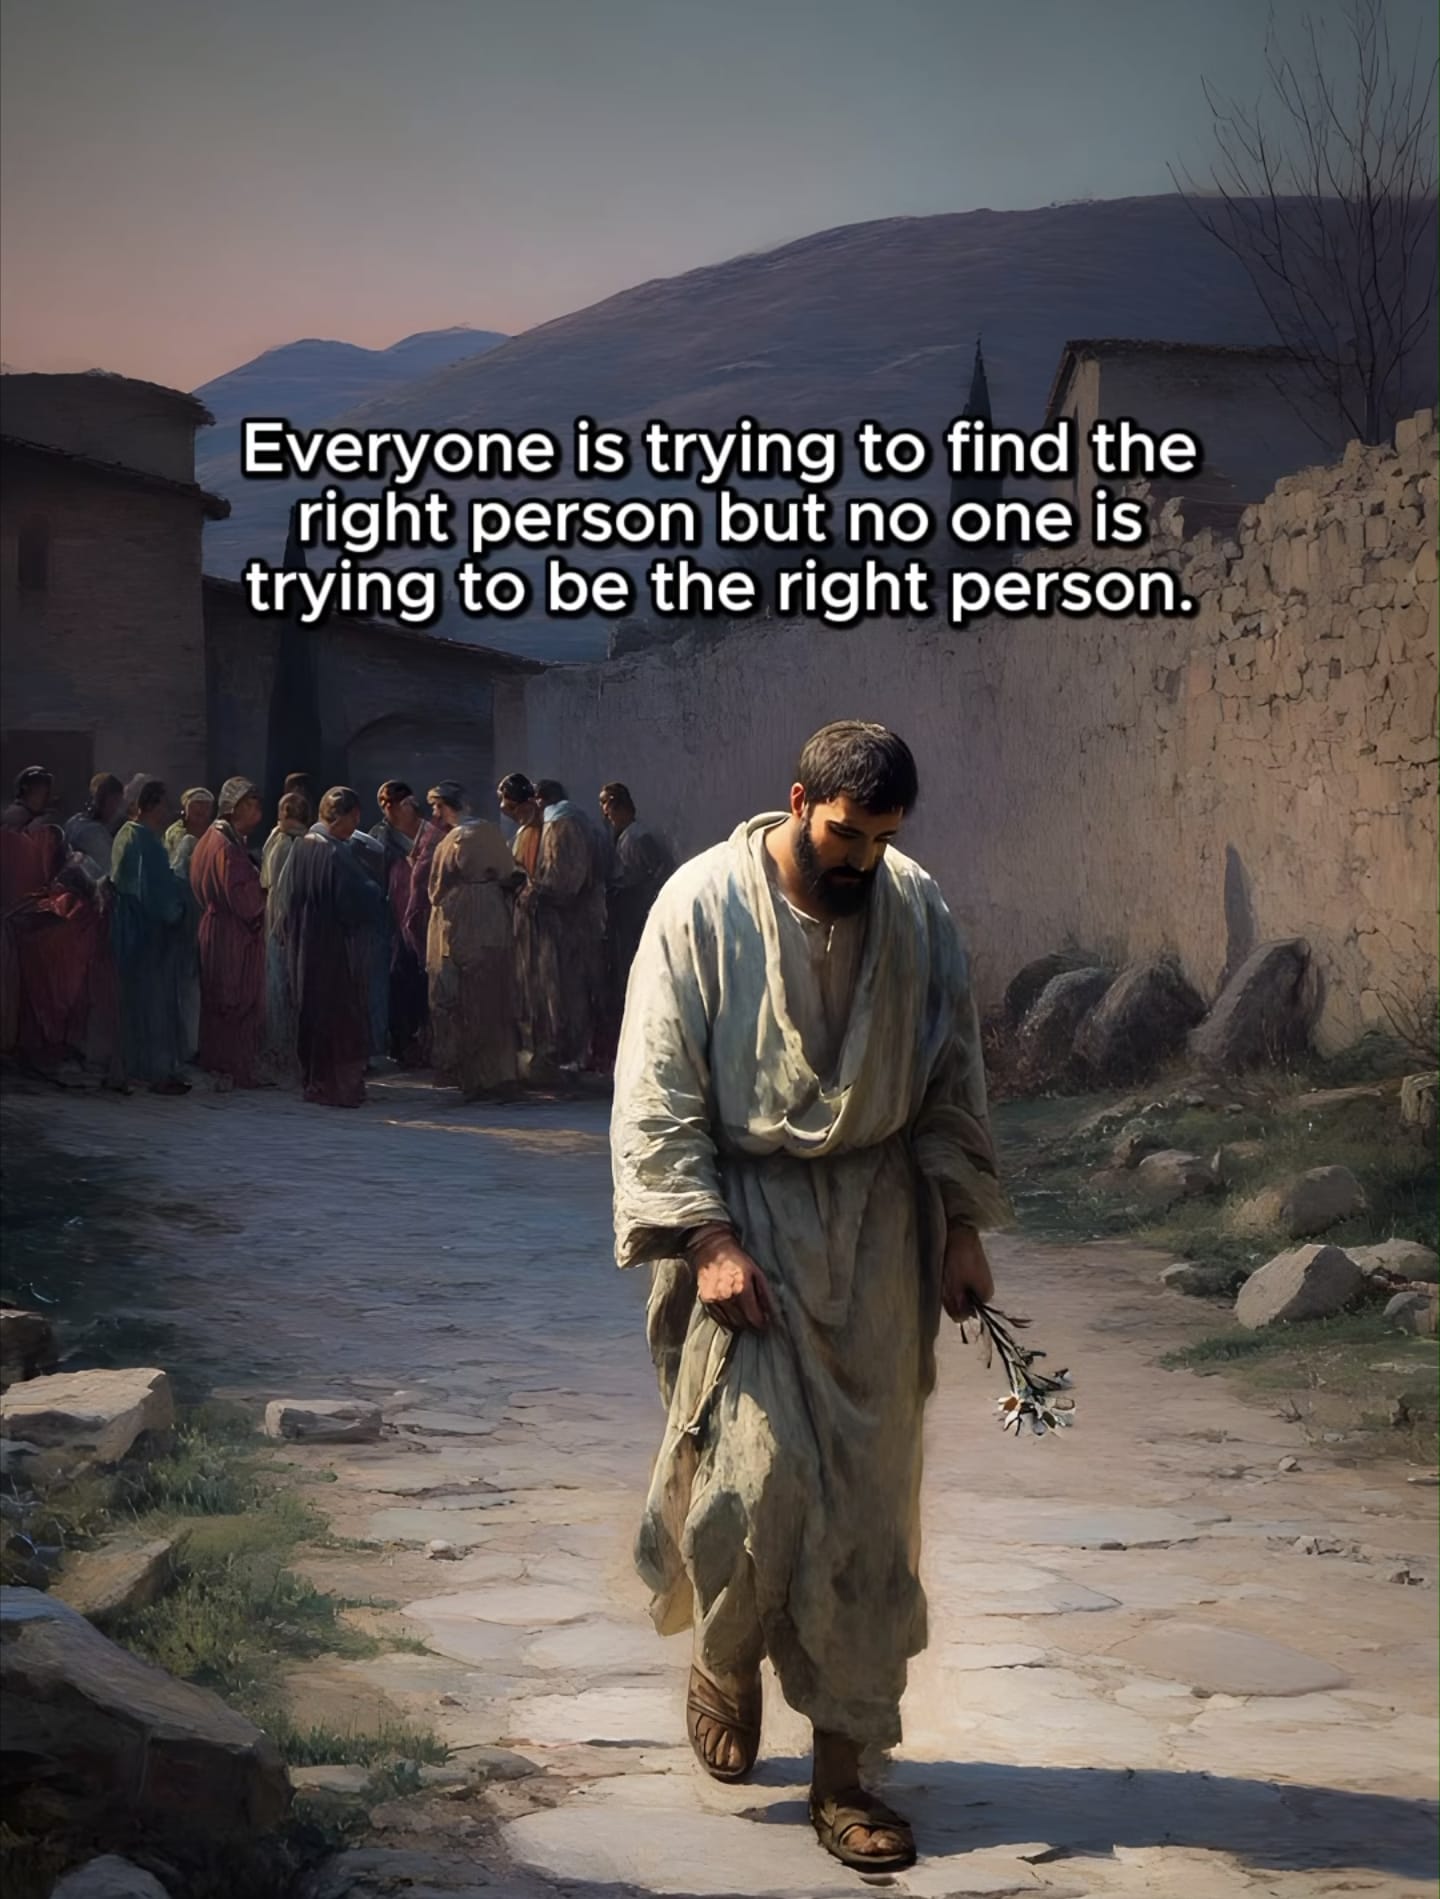 Everyone is trying to find the
right person but no one is
trying to be the right person.